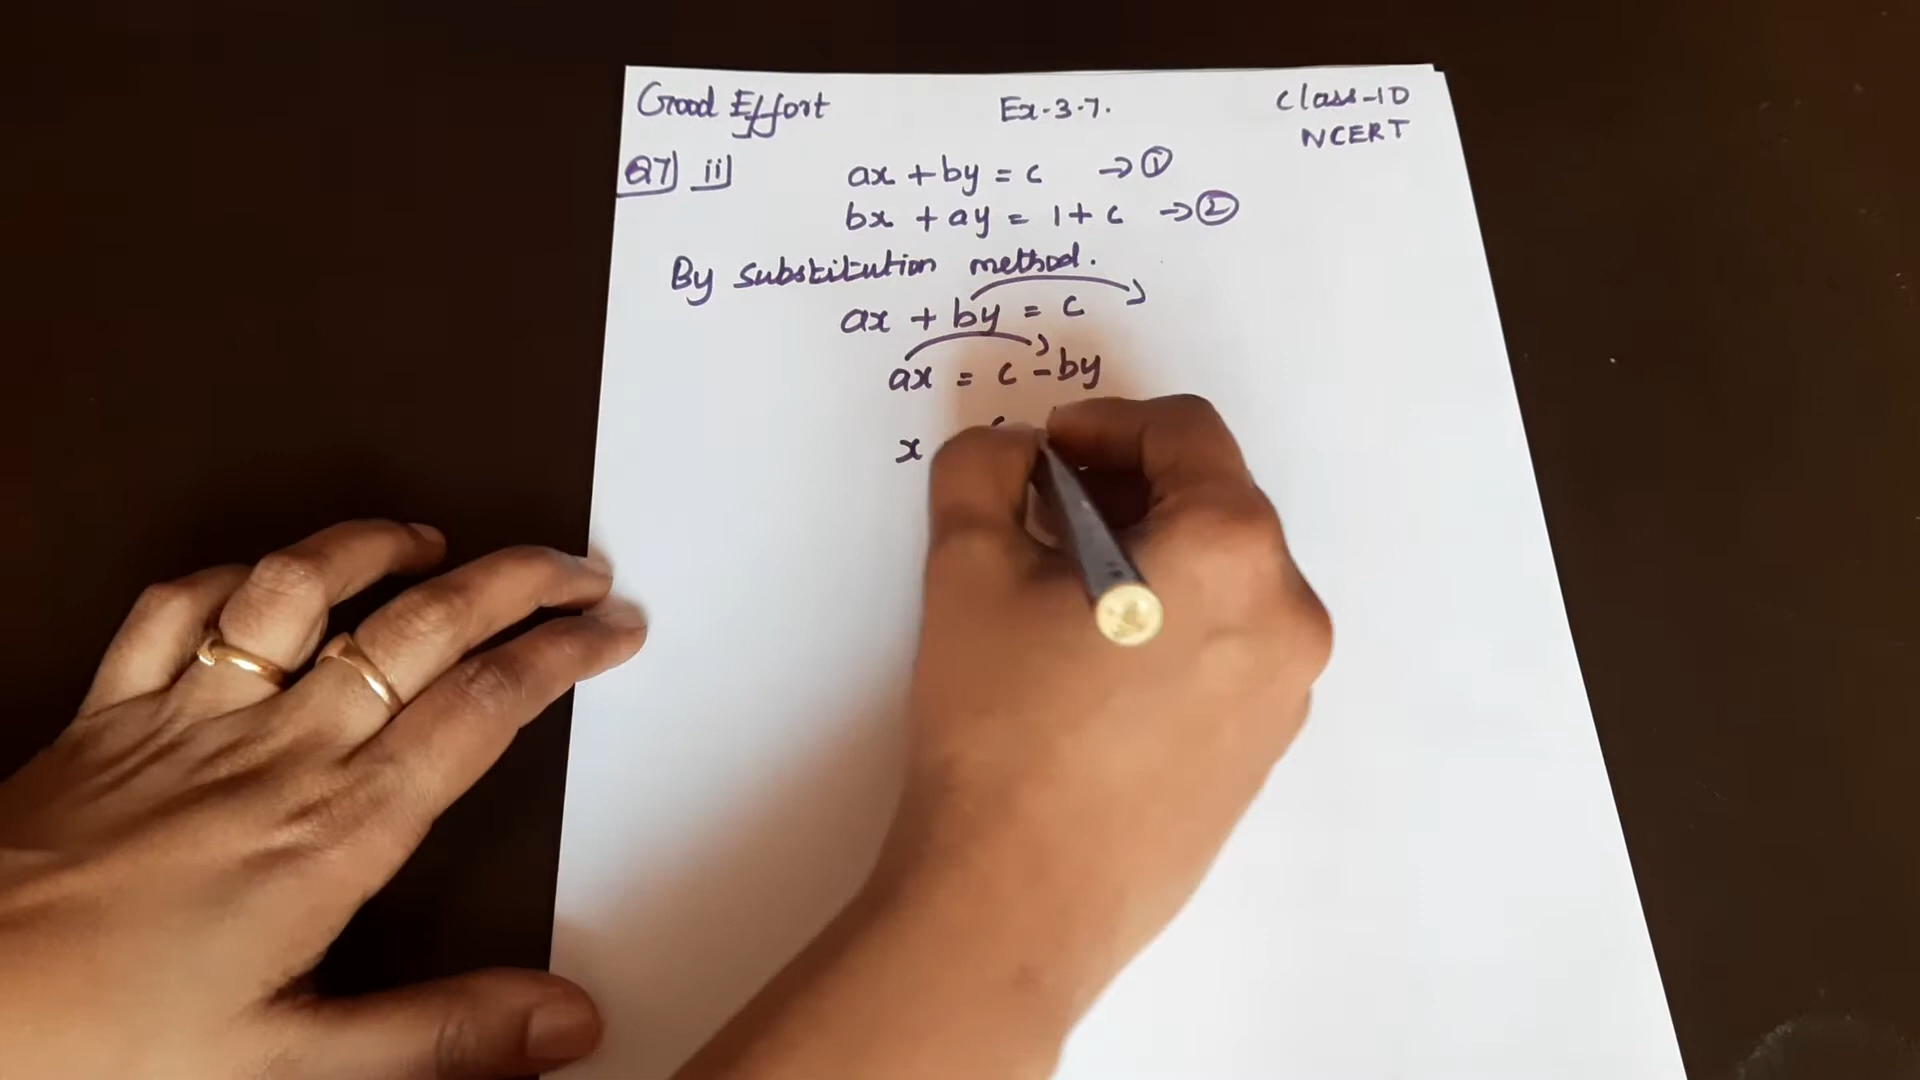 Good Effort Ex-3.7. Class-10
NCERT
Q7) ii) ax + by = c → ①
bx + ay = 1 + c → ②
By substitution method.
ax + by = c
ax = c - by
x